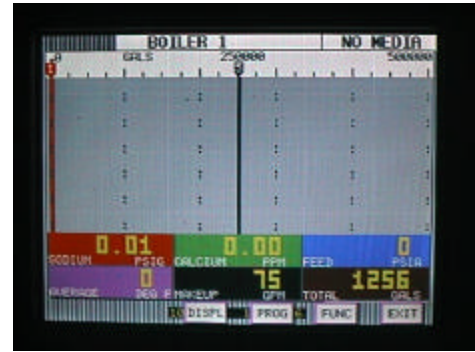 BOILER 1 NO MEDIA
0 GALS 250000 500000
0.01 0.00 0
SODIUM PSIG CALCIUM PPM FEED PSIA
0 75 1256
AVERAGE DEG F MAKEUP GPM TOTAL GALS
DISPL PROG FUNC EXIT